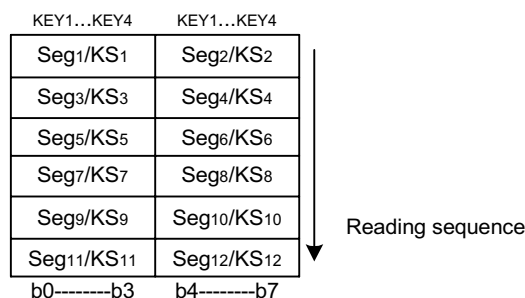 KEY1...KEY4 KEY1...KEY4
Seg1/KS1 Seg2/KS2
Seg3/KS3 Seg4/KS4
Seg5/KS5 Seg6/KS6
Seg7/KS7 Seg8/KS8
Seg9/KS9 Seg10/KS10
Reading sequence
Seg11/KS11 Seg12/KS12
b0--------b3 b4--------b7